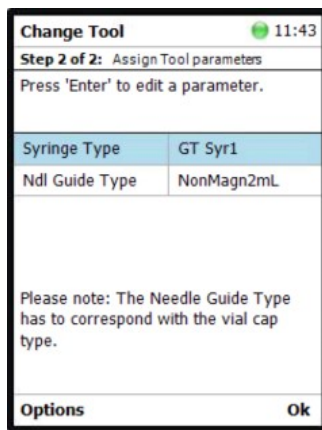 Change Tool 11:43
Step 2 of 2: Assign Tool parameters
Press 'Enter' to edit a parameter.
Syringe Type GT Syr1
Ndl Guide Type NonMagn2mL
Please note: The Needle Guide Type
has to correspond with the vial cap
type.
Options Ok